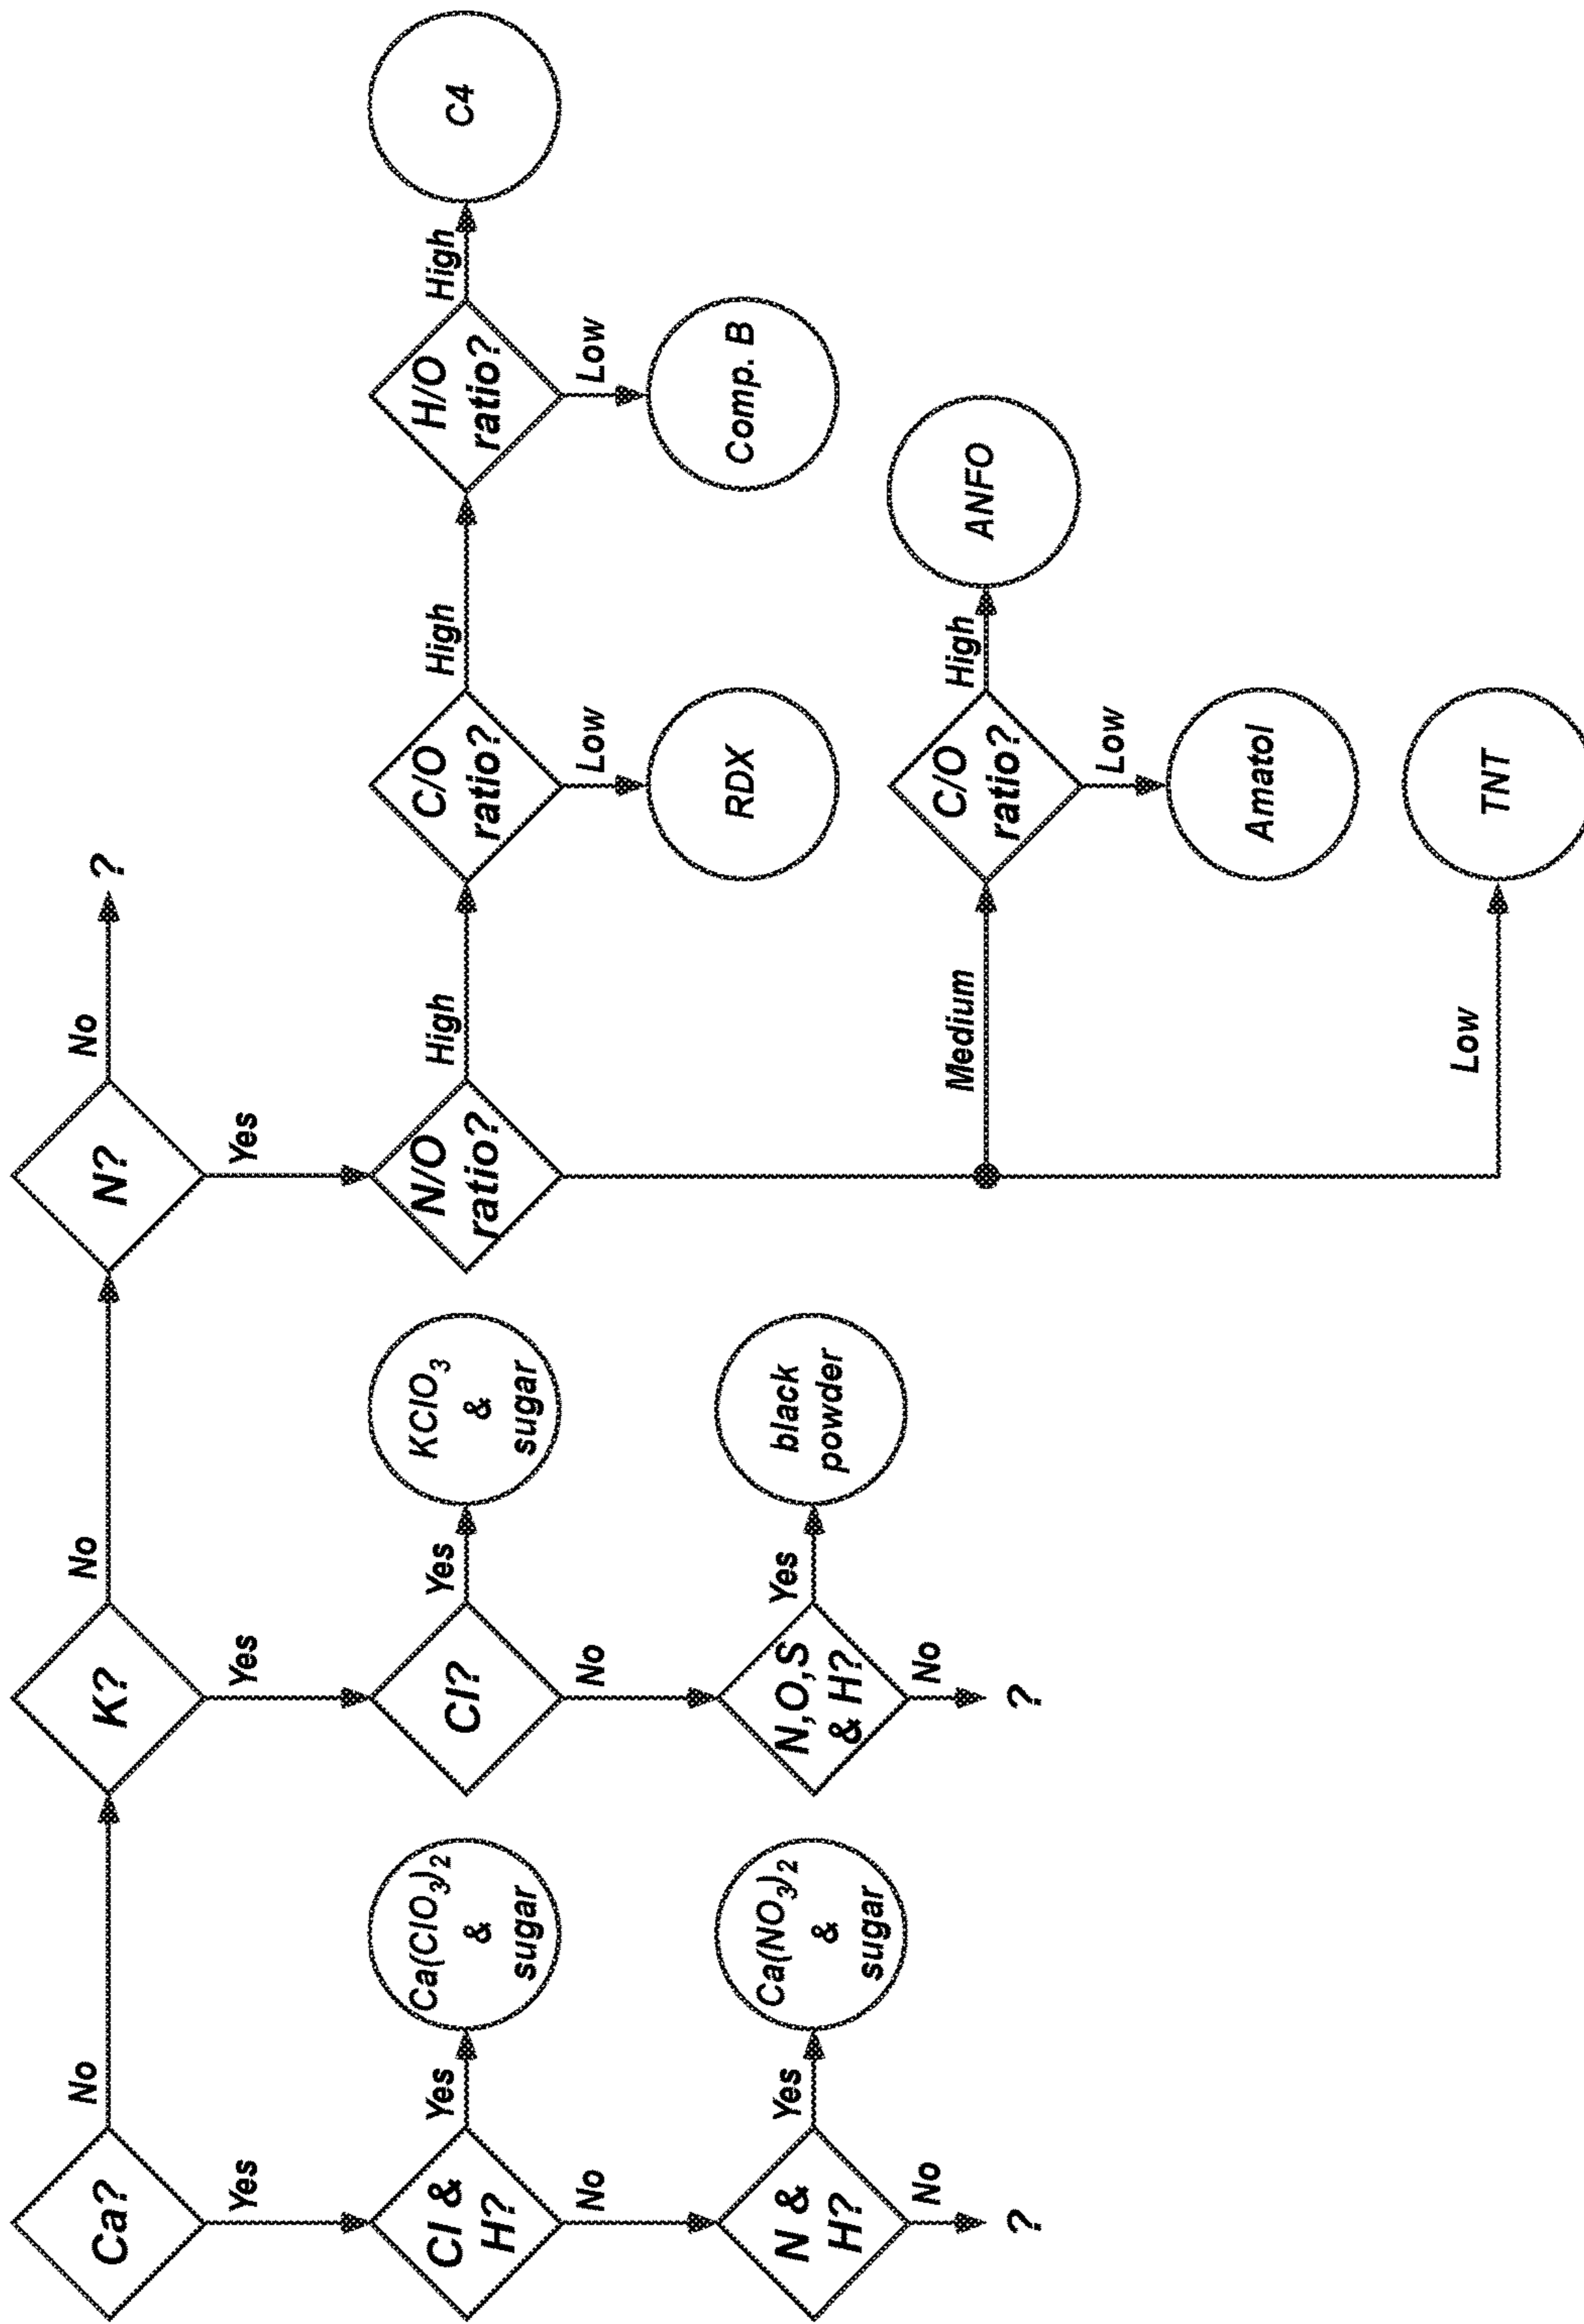 Ca?
No
K?
No
N?
No
?
Yes
Yes
Yes
Cl &
H?
Yes
Ca(ClO3)2
&
sugar
Cl?
Yes
KClO3
&
sugar
N/O
ratio?
High
C/O
ratio?
High
H/O
ratio?
High
C4
No
No
Low
Low
N &
H?
Yes
Ca(NO3)2
&
sugar
N,O,S
& H?
Yes
black
powder
RDX
Comp. B
No
?
No
?
Medium
C/O
ratio?
High
ANFO
Low
Amatol
Low
TNT